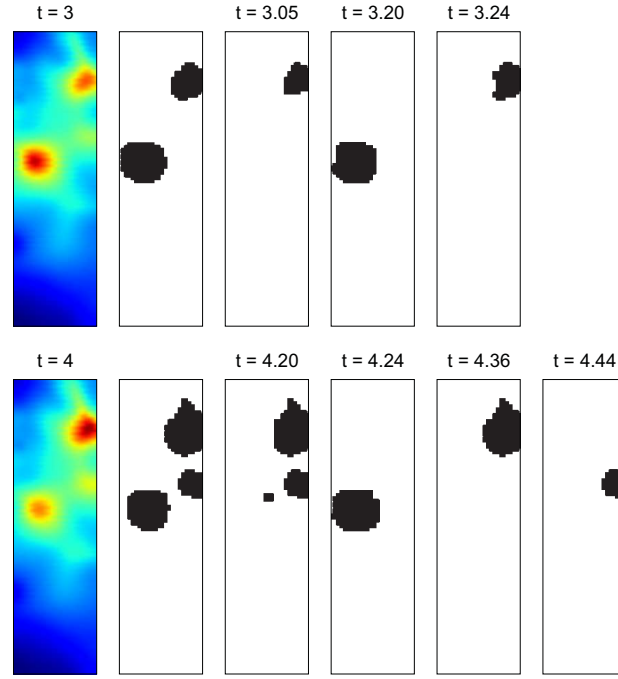 t = 3 t = 3.05 t = 3.20 t = 3.24
t = 4 t = 4.20 t = 4.24 t = 4.36 t = 4.44